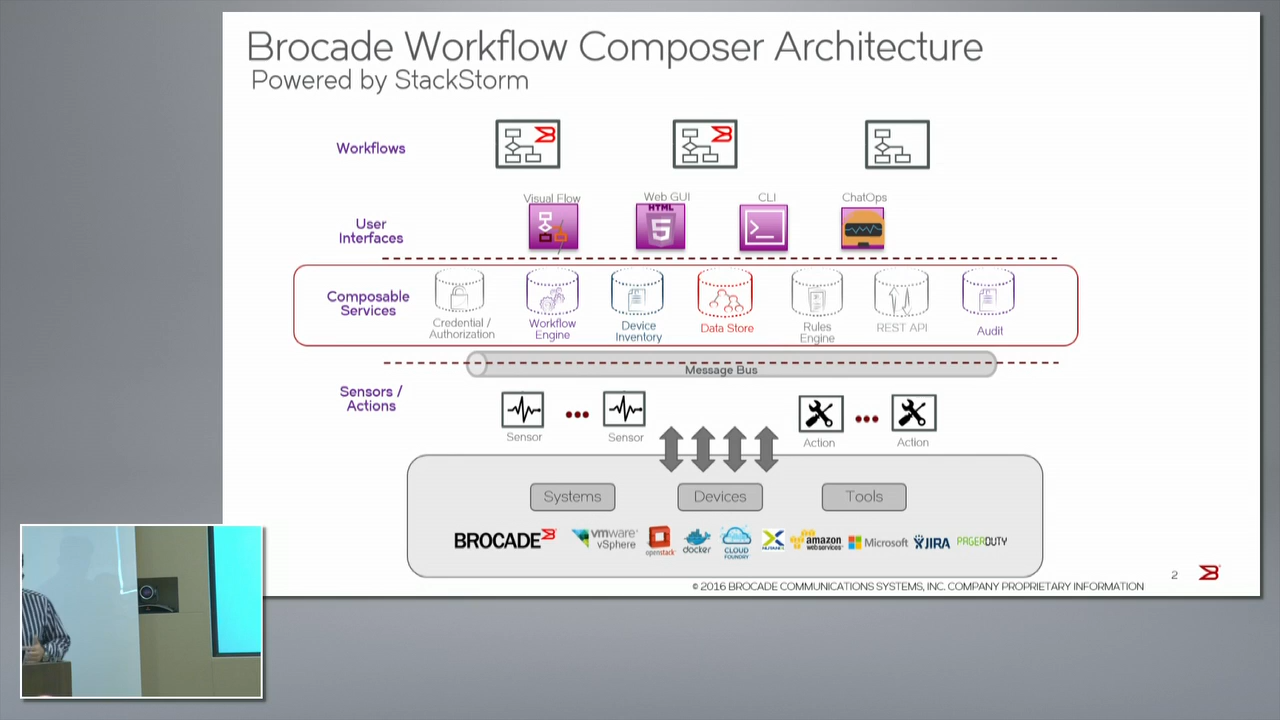 Brocade Workflow Composer Architecture
Powered by StackStorm
Workflows
Visual Flow
Web GUI
CLI
ChatOps
HTML
5
User
Interfaces
Composable
Services
Credential /
Authorization
Workflow
Engine
Device
Inventory
Data Store
Rules
Engine
REST API
Audit
Message Bus
Sensors /
Actions
Sensor
Sensor
Action
Action
Systems
Devices
Tools
BROCADE
vmware
vSphere
openstack
docker
CLOUD
FOUNDRY
amazon
webservices
Microsoft
JIRA
PAGERDUTY
2
© 2016 BROCADE COMMUNICATIONS SYSTEMS, INC. COMPANY PROPRIETARY INFORMATION